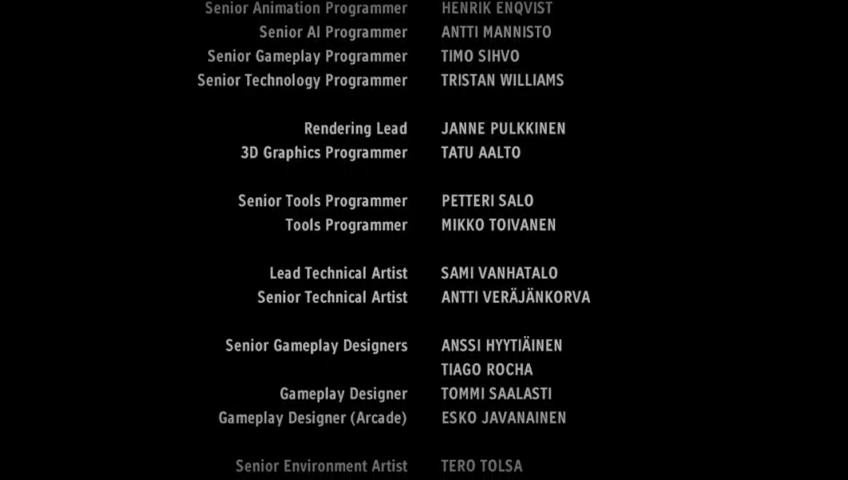 Senior Animation Programmer HENRIK ENQVIST
Senior AI Programmer ANTTI MANNISTO
Senior Gameplay Programmer TIMO SIHVO
Senior Technology Programmer TRISTAN WILLIAMS
Rendering Lead JANNE PULKKINEN
3D Graphics Programmer TATU AALTO
Senior Tools Programmer PETTERI SALO
Tools Programmer MIKKO TOIVANEN
Lead Technical Artist SAMI VANHATALO
Senior Technical Artist ANTTI VERÄJÄNKORVA
Senior Gameplay Designers ANSSI HYYTIÄINEN
TIAGO ROCHA
Gameplay Designer TOMMI SAALASTI
Gameplay Designer (Arcade) ESKO JAVANAINEN
Senior Environment Artist TERO TOLSA